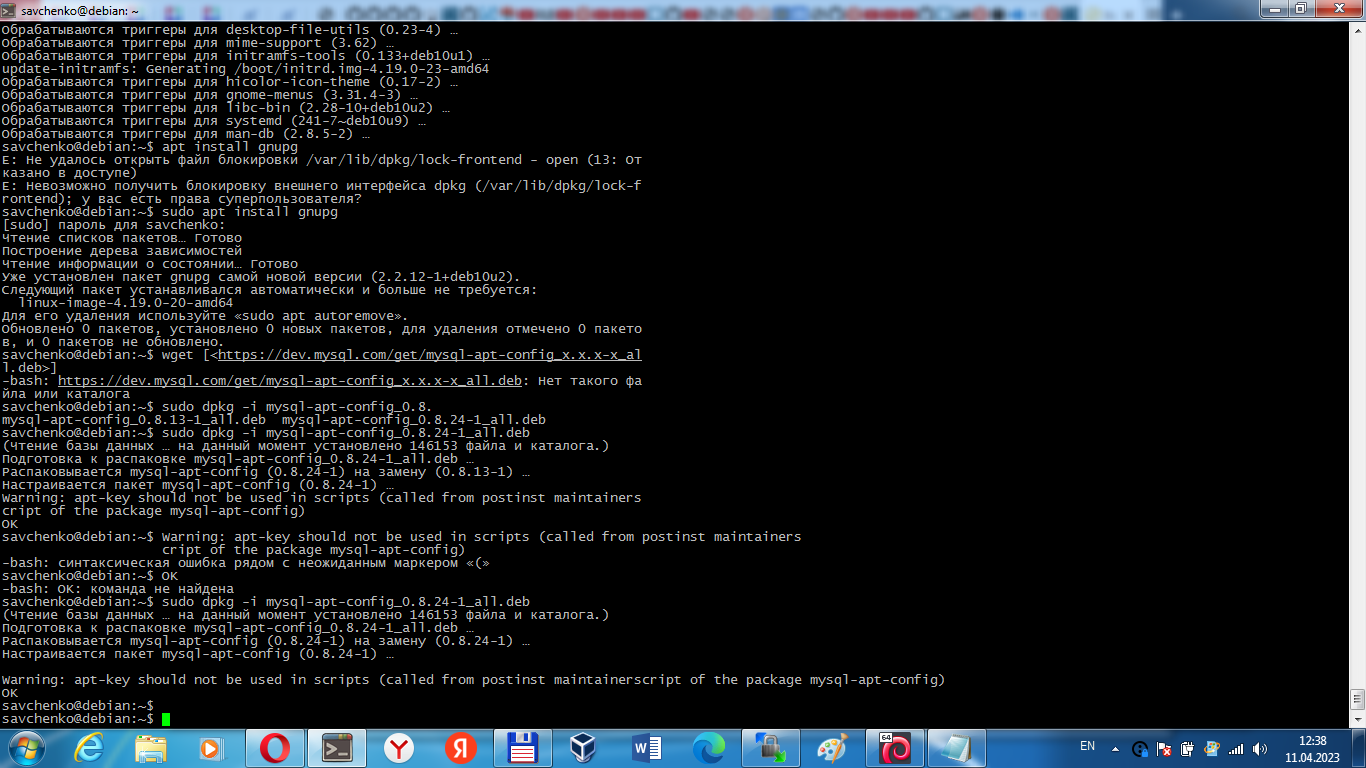 savchenko@debian: ~
Обрабатываются триггеры для desktop-file-utils (0.23-4) …
Обрабатываются триггеры для mime-support (3.62) …
Обрабатываются триггеры для initramfs-tools (0.133+deb10u1) …
update-initramfs: Generating /boot/initrd.img-4.19.0-23-amd64
Обрабатываются триггеры для hicolor-icon-theme (0.17-2) …
Обрабатываются триггеры для gnome-menus (3.31.4-3) …
Обрабатываются триггеры для libc-bin (2.28-10+deb10u2) …
Обрабатываются триггеры для systemd (241-7~deb10u9) …
Обрабатываются триггеры для man-db (2.8.5-2) …
savchenko@debian:~$ apt install gnupg
E: Не удалось открыть файл блокировки /var/lib/dpkg/lock-frontend - open (13: От
казано в доступе)
E: Невозможно получить блокировку внешнего интерфейса dpkg (/var/lib/dpkg/lock-f
rontend); у вас есть права суперпользователя?
savchenko@debian:~$ sudo apt install gnupg
[sudo] пароль для savchenko:
Чтение списков пакетов… Готово
Построение дерева зависимостей
Чтение информации о состоянии… Готово
Уже установлен пакет gnupg самой новой версии (2.2.12-1+deb10u2).
Следующий пакет устанавливался автоматически и больше не требуется:
  linux-image-4.19.0-20-amd64
Для его удаления используйте «sudo apt autoremove».
Обновлено 0 пакетов, установлено 0 новых пакетов, для удаления отмечено 0 пакето
в, и 0 пакетов не обновлено.
savchenko@debian:~$ wget [<https://dev.mysql.com/get/mysql-apt-config_x.x.x-x_al
l.deb>]
-bash: https://dev.mysql.com/get/mysql-apt-config_x.x.x-x_all.deb: Нет такого фа
йла или каталога
savchenko@debian:~$ sudo dpkg -i mysql-apt-config_0.8.
mysql-apt-config_0.8.13-1_all.deb  mysql-apt-config_0.8.24-1_all.deb
savchenko@debian:~$ sudo dpkg -i mysql-apt-config_0.8.24-1_all.deb
(Чтение базы данных … на данный момент установлено 146153 файла и каталога.)
Подготовка к распаковке mysql-apt-config_0.8.24-1_all.deb …
Распаковывается mysql-apt-config (0.8.24-1) на замену (0.8.13-1) …
Настраивается пакет mysql-apt-config (0.8.24-1) …
Warning: apt-key should not be used in scripts (called from postinst maintainers
cript of the package mysql-apt-config)
OK
savchenko@debian:~$ Warning: apt-key should not be used in scripts (called from postinst maintainers
cript of the package mysql-apt-config)
-bash: синтаксическая ошибка рядом с неожиданным маркером «(»
savchenko@debian:~$ OK
-bash: OK: команда не найдена
savchenko@debian:~$ sudo dpkg -i mysql-apt-config_0.8.24-1_all.deb
(Чтение базы данных … на данный момент установлено 146153 файла и каталога.)
Подготовка к распаковке mysql-apt-config_0.8.24-1_all.deb …
Распаковывается mysql-apt-config (0.8.24-1) на замену (0.8.24-1) …
Настраивается пакет mysql-apt-config (0.8.24-1) …
Warning: apt-key should not be used in scripts (called from postinst maintainerscript of the package mysql-apt-config)
OK
savchenko@debian:~$
savchenko@debian:~$
64
EN
12:38
11.04.2023